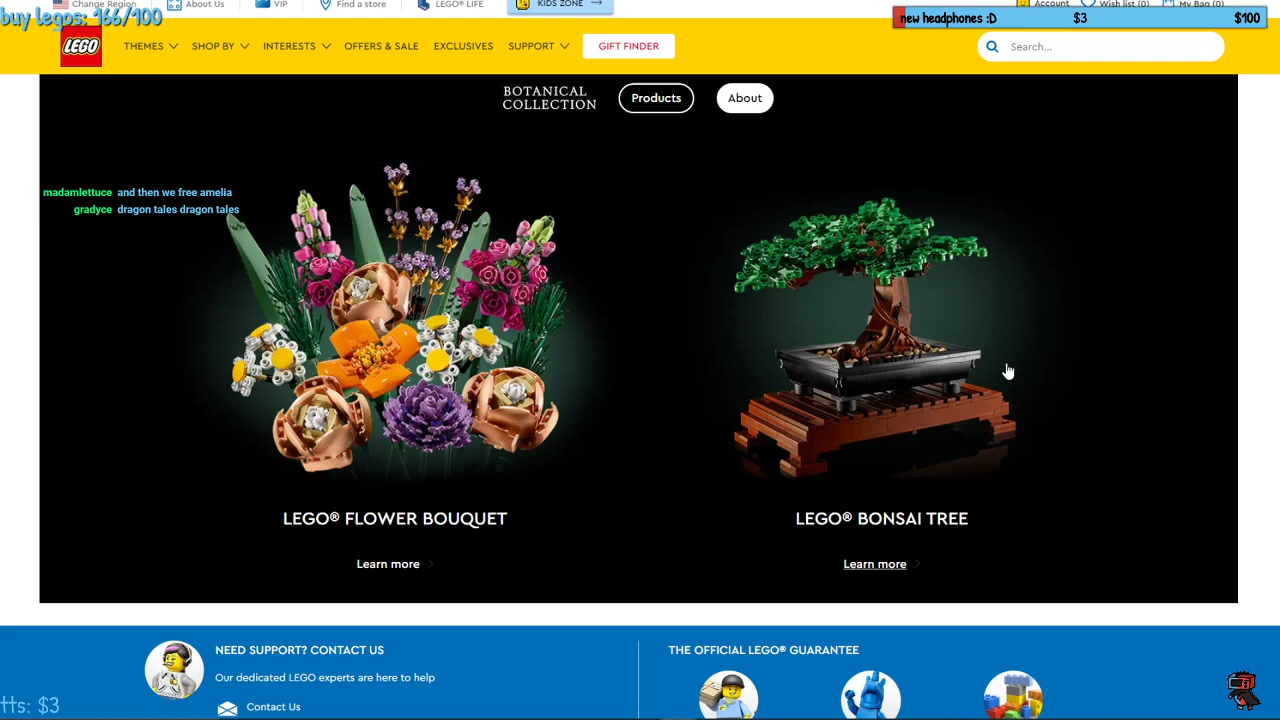 Change Region
About Us
VIP
Find a store
LEGO® LIFE
KIDS ZONE
Account
Wish list (0)
My Bag (0)
buy legos: 166/100
new headphones :D $3 $100
LEGO
THEMES
SHOP BY
INTERESTS
OFFERS & SALE
EXCLUSIVES
SUPPORT
GIFT FINDER
Search...
BOTANICAL
COLLECTION
Products
About
madamlettuce and then we free amelia
gradyce dragon tales dragon tales
LEGO® FLOWER BOUQUET
LEGO® BONSAI TREE
Learn more
Learn more
NEED SUPPORT? CONTACT US
THE OFFICIAL LEGO® GUARANTEE
Our dedicated LEGO experts are here to help
Contact Us
tts: $3